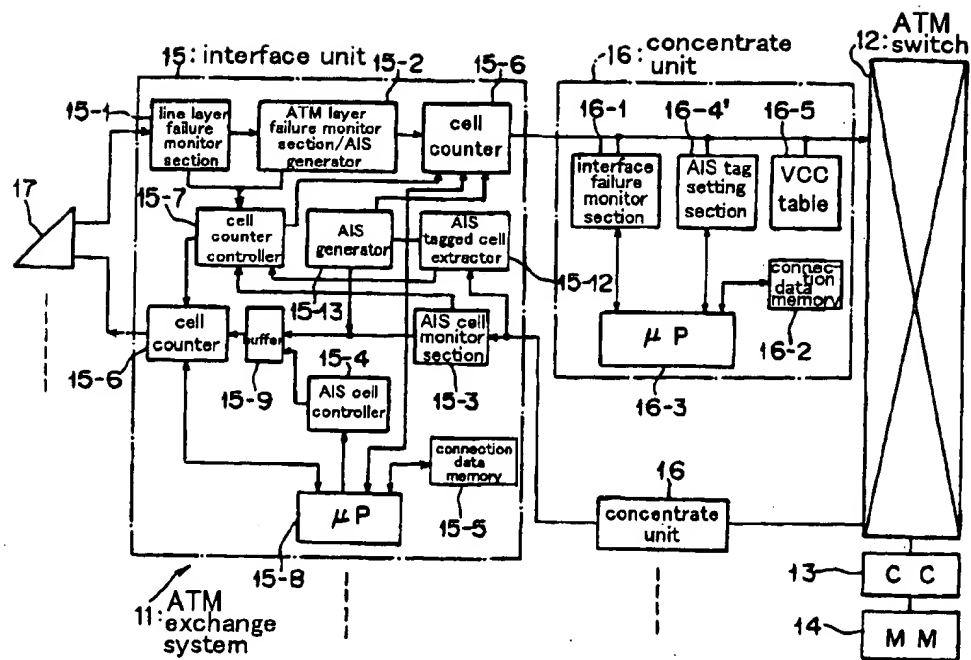 ATM
12: switch
15: interface unit
15-2
15-6
16: concentrate
unit
16-1
16-4'
16-5
15-1
line layer
failure
monitor
section
ATM layer
failure monitor
section/AIS
generator
cell
counter
interface
failure
monitor
section
AIS tag
setting
section
VCC
table
17
15-7
cell
counter
controller
AIS
generator
AIS
tagged cell
extractor
15-12
15-13
connection
data
memory
16-2
μ P
16-3
cell
counter
buffer
AIS cell
monitor
section
15-6
15-9
15-4
15-3
AIS cell
controller
connection
data
memory
15-5
μ P
15-8
16
concentrate
unit
13
C C
14
M M
11: ATM
exchange
system